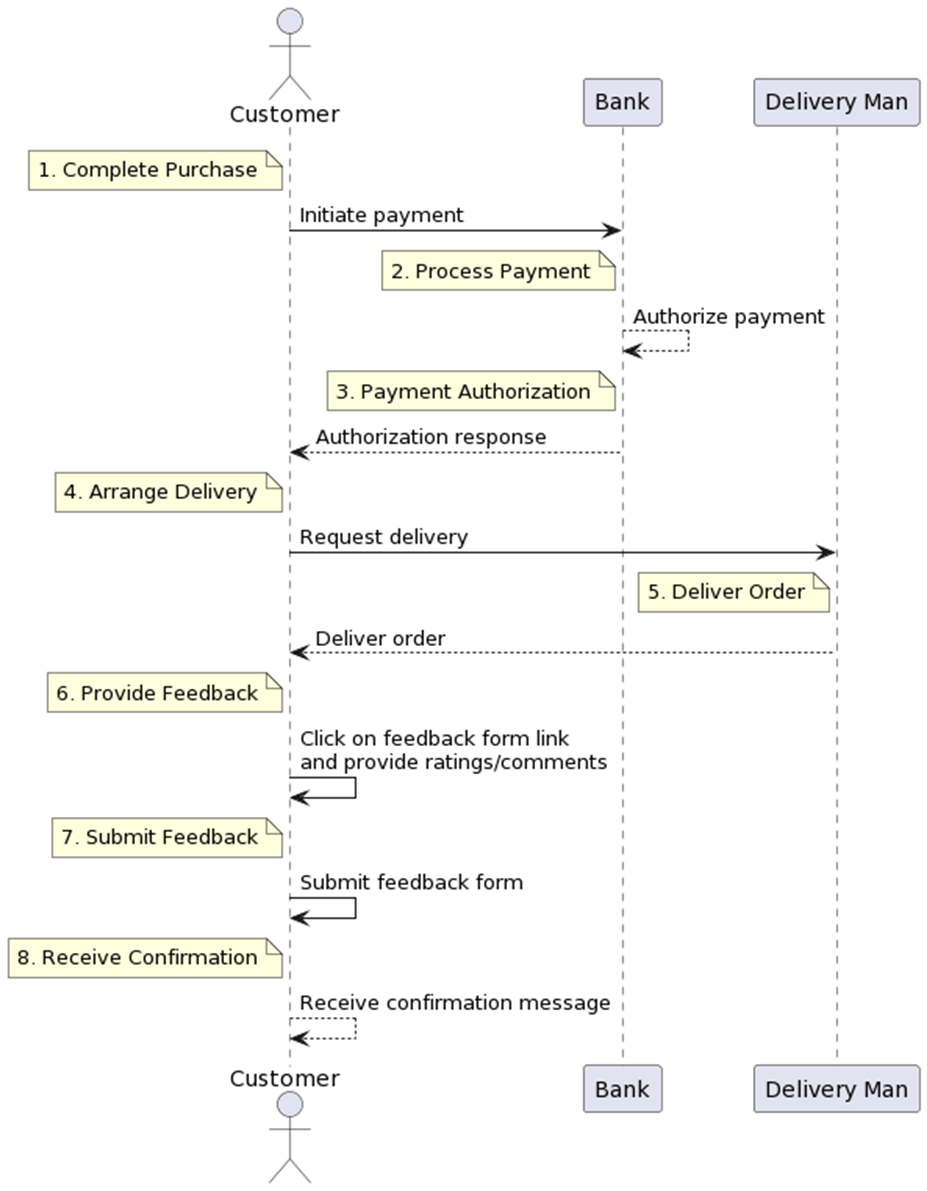 Customer
Bank
Delivery Man
1. Complete Purchase
Initiate payment
2. Process Payment
Authorize payment
3. Payment Authorization
Authorization response
4. Arrange Delivery
Request delivery
5. Deliver Order
Deliver order
6. Provide Feedback
Click on feedback form link
and provide ratings/comments
7. Submit Feedback
Submit feedback form
8. Receive Confirmation
Receive confirmation message
Customer
Bank
Delivery Man